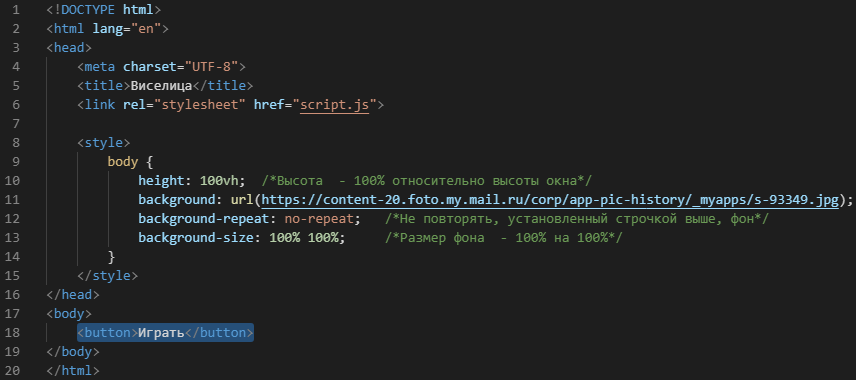 1 <!DOCTYPE html>
2 <html lang="en">
3 <head>
4 <meta charset="UTF-8">
5 <title>Виселица</title>
6 <link rel="stylesheet" href="script.js">
7
8 <style>
9 body {
10 height: 100vh; /*Высота - 100% относительно высоты окна*/
11 background: url(https://content-20.foto.my.mail.ru/corp/app-pic-history/_myapps/s-93349.jpg);
12 background-repeat: no-repeat; /*Не повторять, установленный строчкой выше, фон*/
13 background-size: 100% 100%; /*Размер фона - 100% на 100%*/
14 }
15 </style>
16 </head>
17 <body>
18 <button>Играть</button>
19 </body>
20 </html>